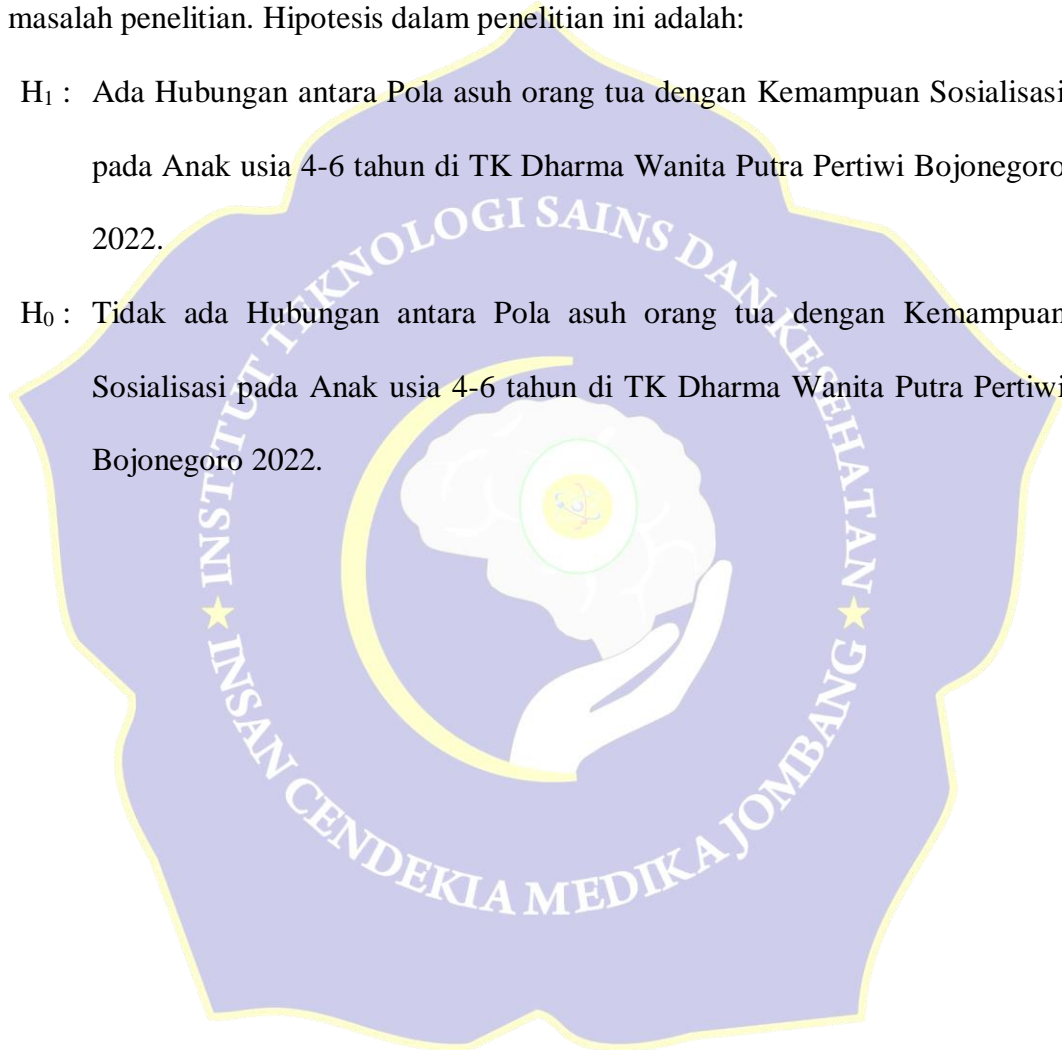 masalah penelitian. Hipotesis dalam penelitian ini adalah:
H₁ : Ada Hubungan antara Pola asuh orang tua dengan Kemampuan Sosialisasi
pada Anak usia 4-6 tahun di TK Dharma Wanita Putra Pertiwi Bojonegoro
2022.
H₀ : Tidak ada Hubungan antara Pola asuh orang tua dengan Kemampuan
Sosialisasi pada Anak usia 4-6 tahun di TK Dharma Wanita Putra Pertiwi
Bojonegoro 2022.
INSTITUT TEKNOLOGI SAINS DAN KESEHATAN
★ INSAN CENDEKIA MEDIKA JOMBANG ★